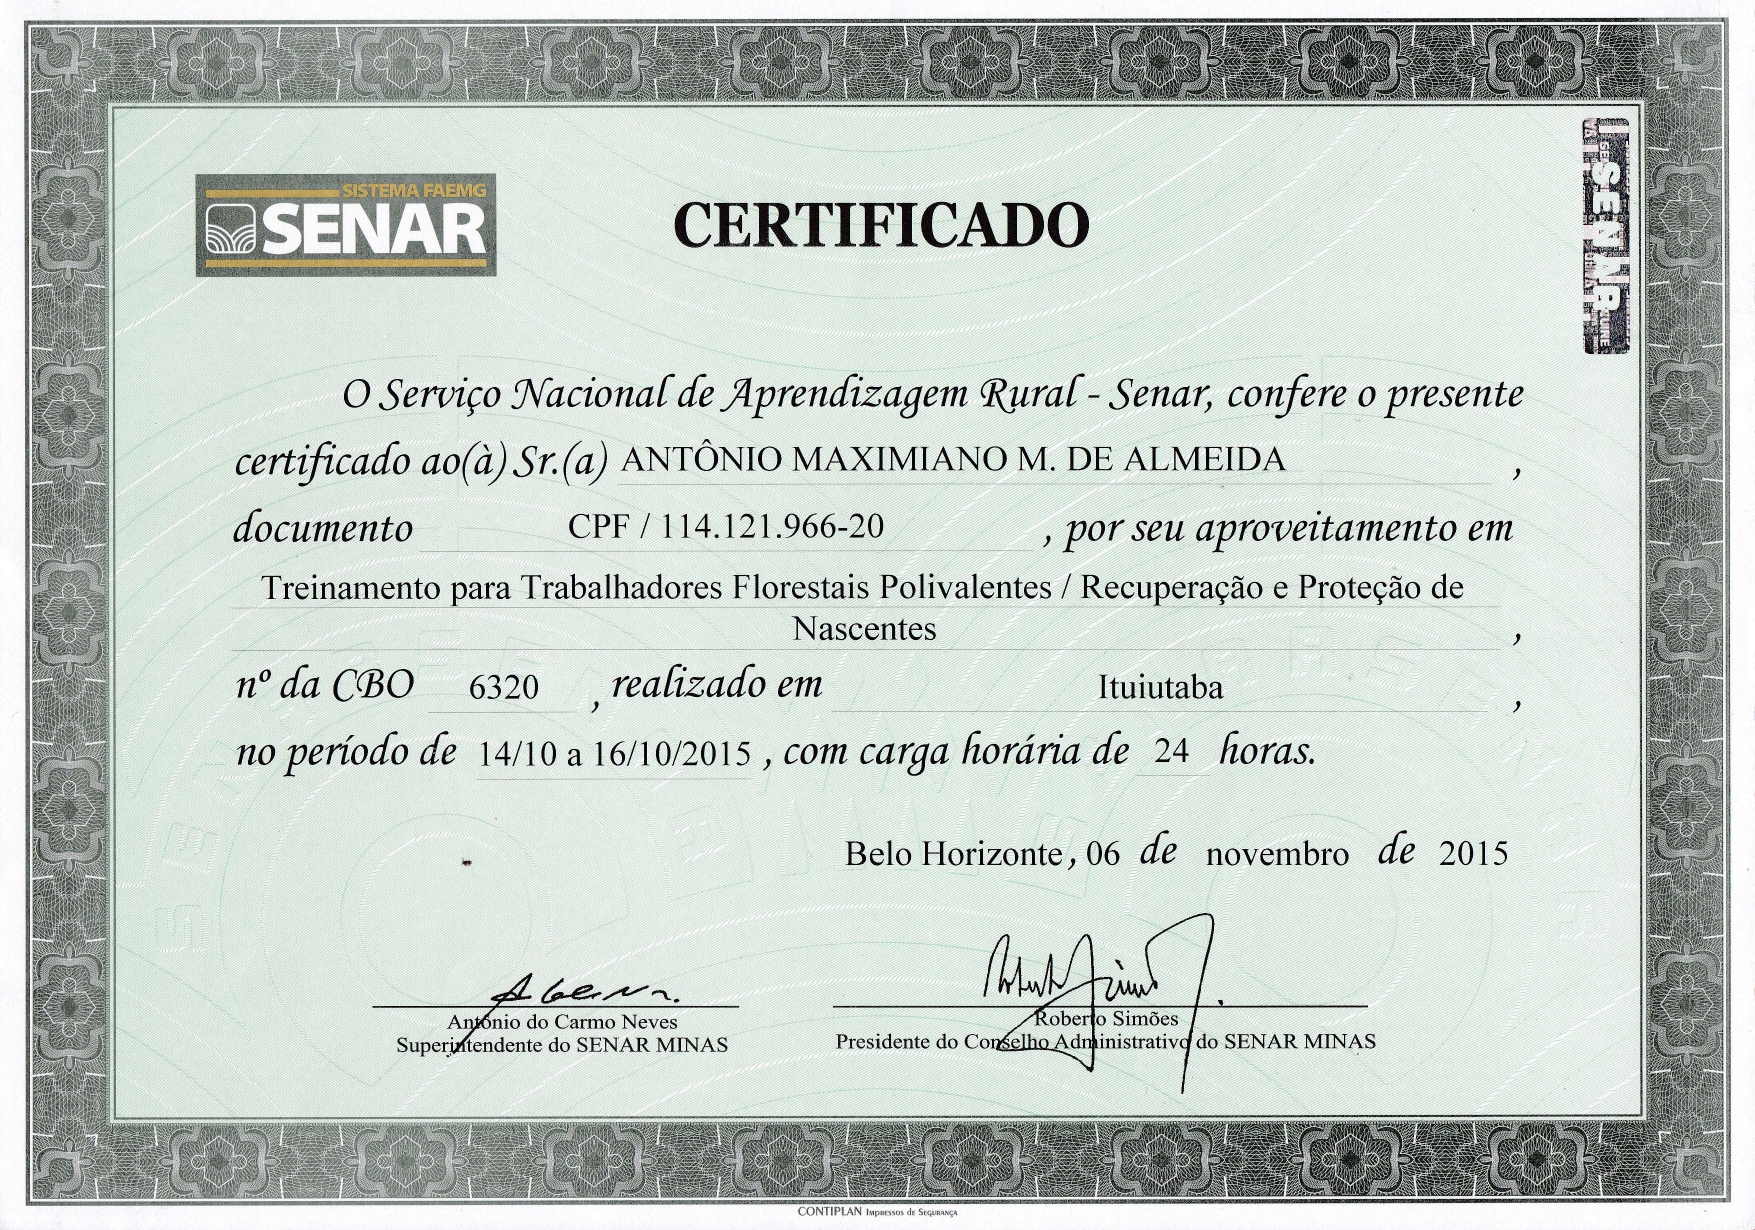 SISTEMA FAEMG
SENAR
CERTIFICADO
SENAR
O Serviço Nacional de Aprendizagem Rural - Senar, confere o presente
certificado ao(à) Sr.(a) ANTÔNIO MAXIMIANO M. DE ALMEIDA ,
documento CPF / 114.121.966-20 , por seu aproveitamento em
Treinamento para Trabalhadores Florestais Polivalentes / Recuperação e Proteção de
Nascentes ,
nº da CBO 6320 , realizado em Ituiutaba ,
no período de 14/10 a 16/10/2015 , com carga horária de 24 horas.
Belo Horizonte, 06 de novembro de 2015
Antônio do Carmo Neves
Superintendente do SENAR MINAS
Roberto Simões
Presidente do Conselho Administrativo do SENAR MINAS
CONTIPLAN Impressos de Segurança